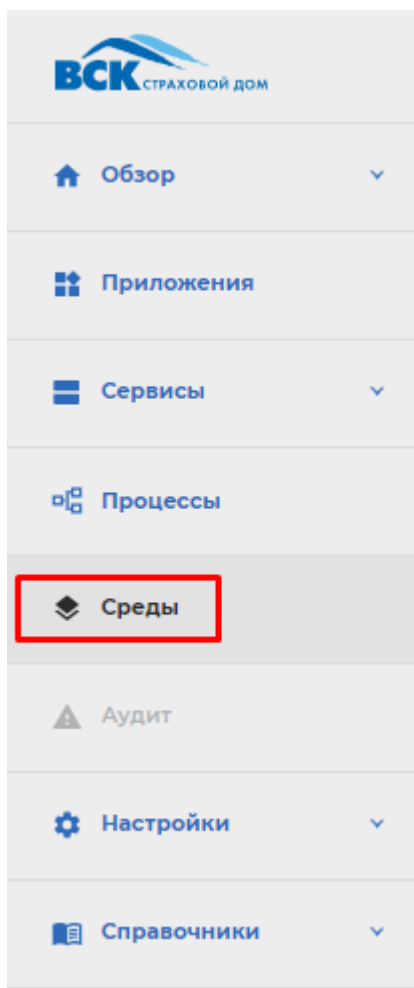 ВСК СТРАХОВОЙ ДОМ
Обзор
Приложения
Сервисы
Процессы
Среды
Аудит
Настройки
Справочники